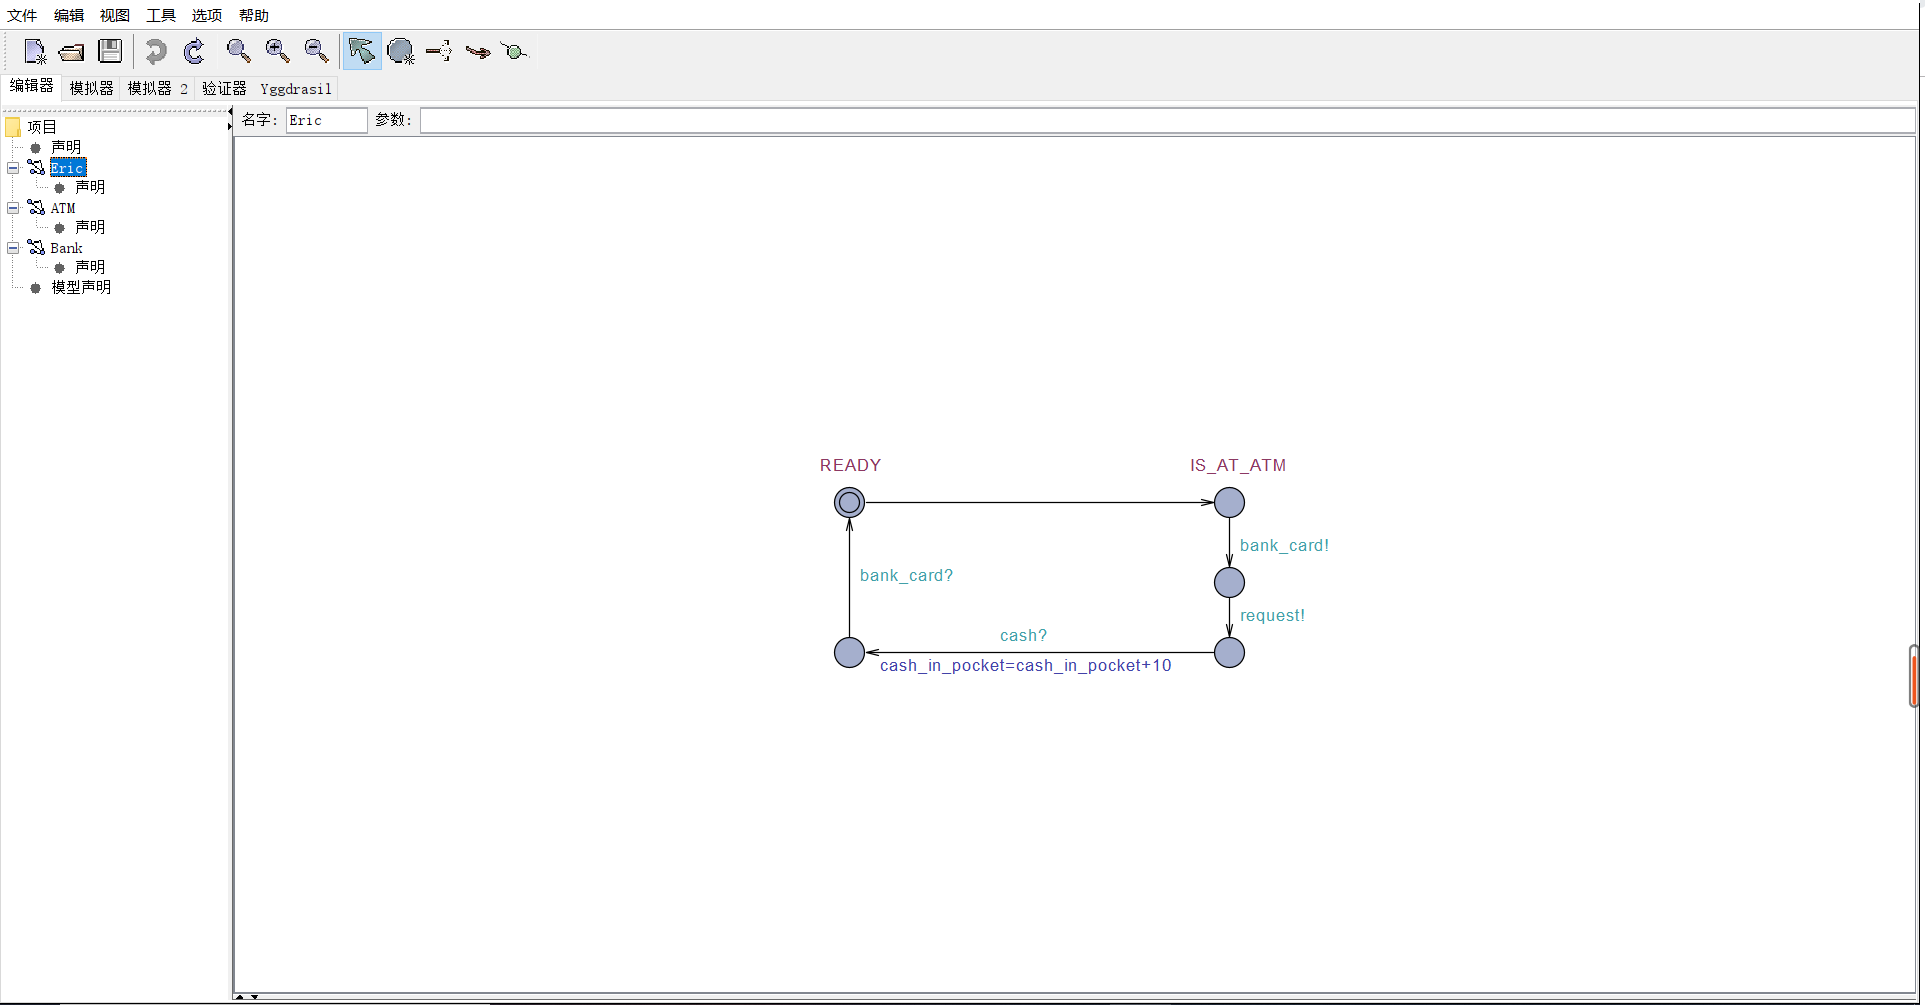 文件 编辑 视图 工具 选项 帮助
编辑器 模拟器 模拟器 2 验证器 Yggdrasil
名字: Eric 参数:
项目
声明
Eric
声明
ATM
声明
Bank
声明
模型声明
READY IS_AT_ATM
bank_card!
bank_card?
request!
cash?
cash_in_pocket=cash_in_pocket+10